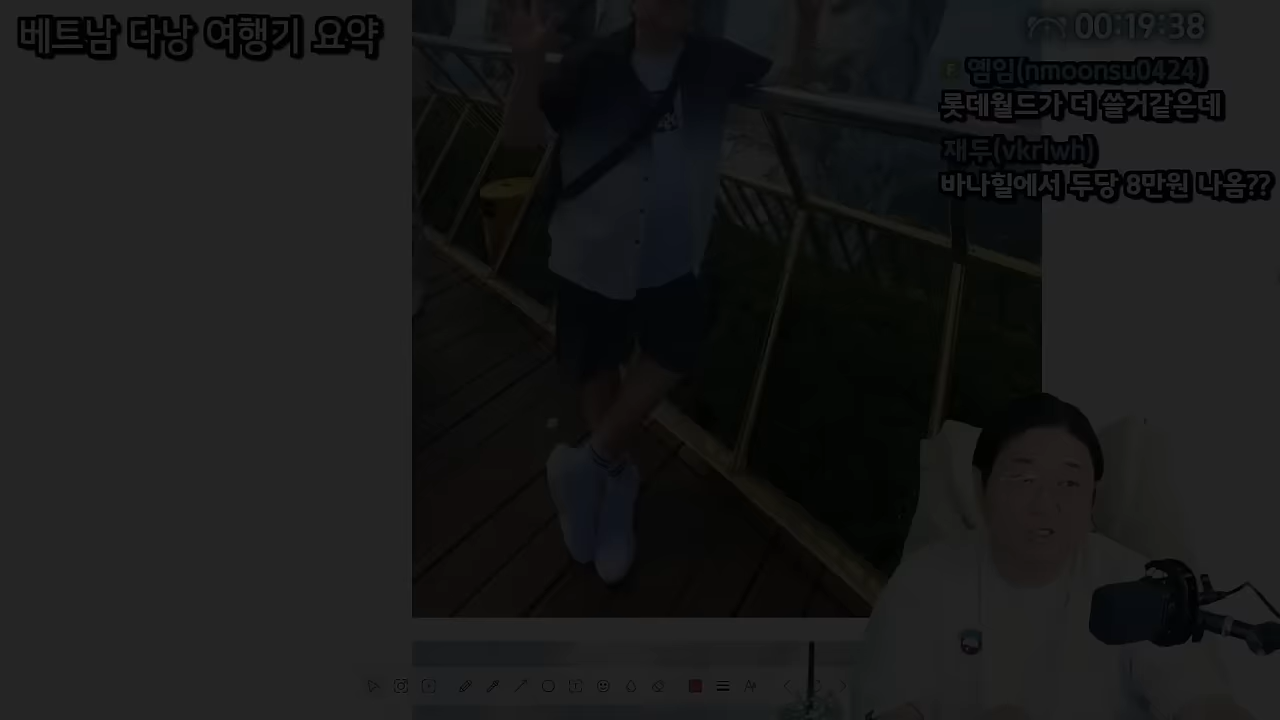 베트남 다낭 여행기 요약
00:19:38
F 옘임(nmoonsu0424)
롯데월드가 더 쌀거같은데
재두(vkrlwh)
바나힐에서 두당 8만원 나옴??